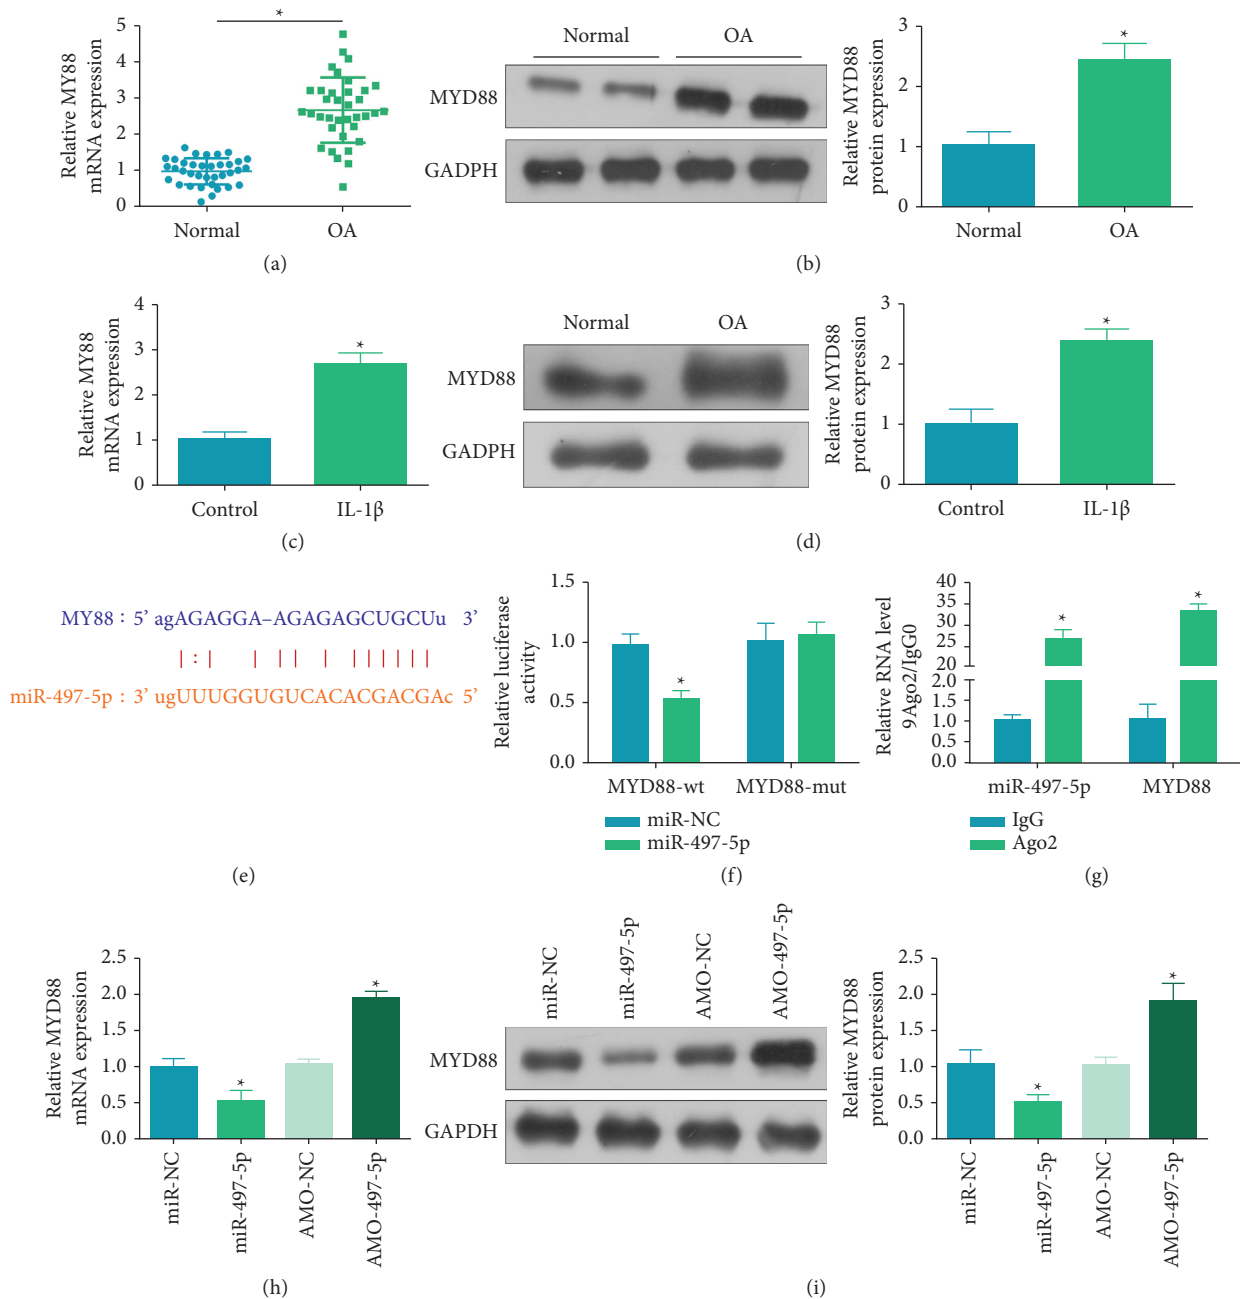 Relative MY88
mRNA expression
5
4
3
2
1
0
*
Normal
OA
(a)
Normal
OA
MYD88
GADPH
Relative MYD88
protein expression
3
2
1
0
*
Normal
OA
(b)
Relative MY88
mRNA expression
4
3
2
1
0
*
Control
IL-1β
(c)
Normal
OA
MYD88
GADPH
Relative MYD88
protein expression
3
2
1
0
*
Control
IL-1β
(d)
MY88 : 5' agAGAGGA–AGAGAGCUGCUu 3'
miR-497-5p : 3' ugUUUGGUGUCACACGACGAc 5'
(e)
Relative luciferase
activity
1.5
1.0
0.5
0.0
*
MYD88-wt
MYD88-mut
miR-NC
miR-497-5p
(f)
Relative RNA level
9Ago2/IgG0
35
30
25
20
2.0
1.5
1.0
0.5
0.0
*
*
miR-497-5p
MYD88
IgG
Ago2
(g)
Relative MYD88
mRNA expression
2.5
2.0
1.5
1.0
0.5
0.0
*
*
miR-NC
miR-497-5p
AMO-NC
AMO-497-5p
(h)
miR-NC
miR-497-5p
AMO-NC
AMO-497-5p
MYD88
GAPDH
Relative MYD88
protein expression
2.5
2.0
1.5
1.0
0.5
0.0
*
*
miR-NC
miR-497-5p
AMO-NC
AMO-497-5p
(i)